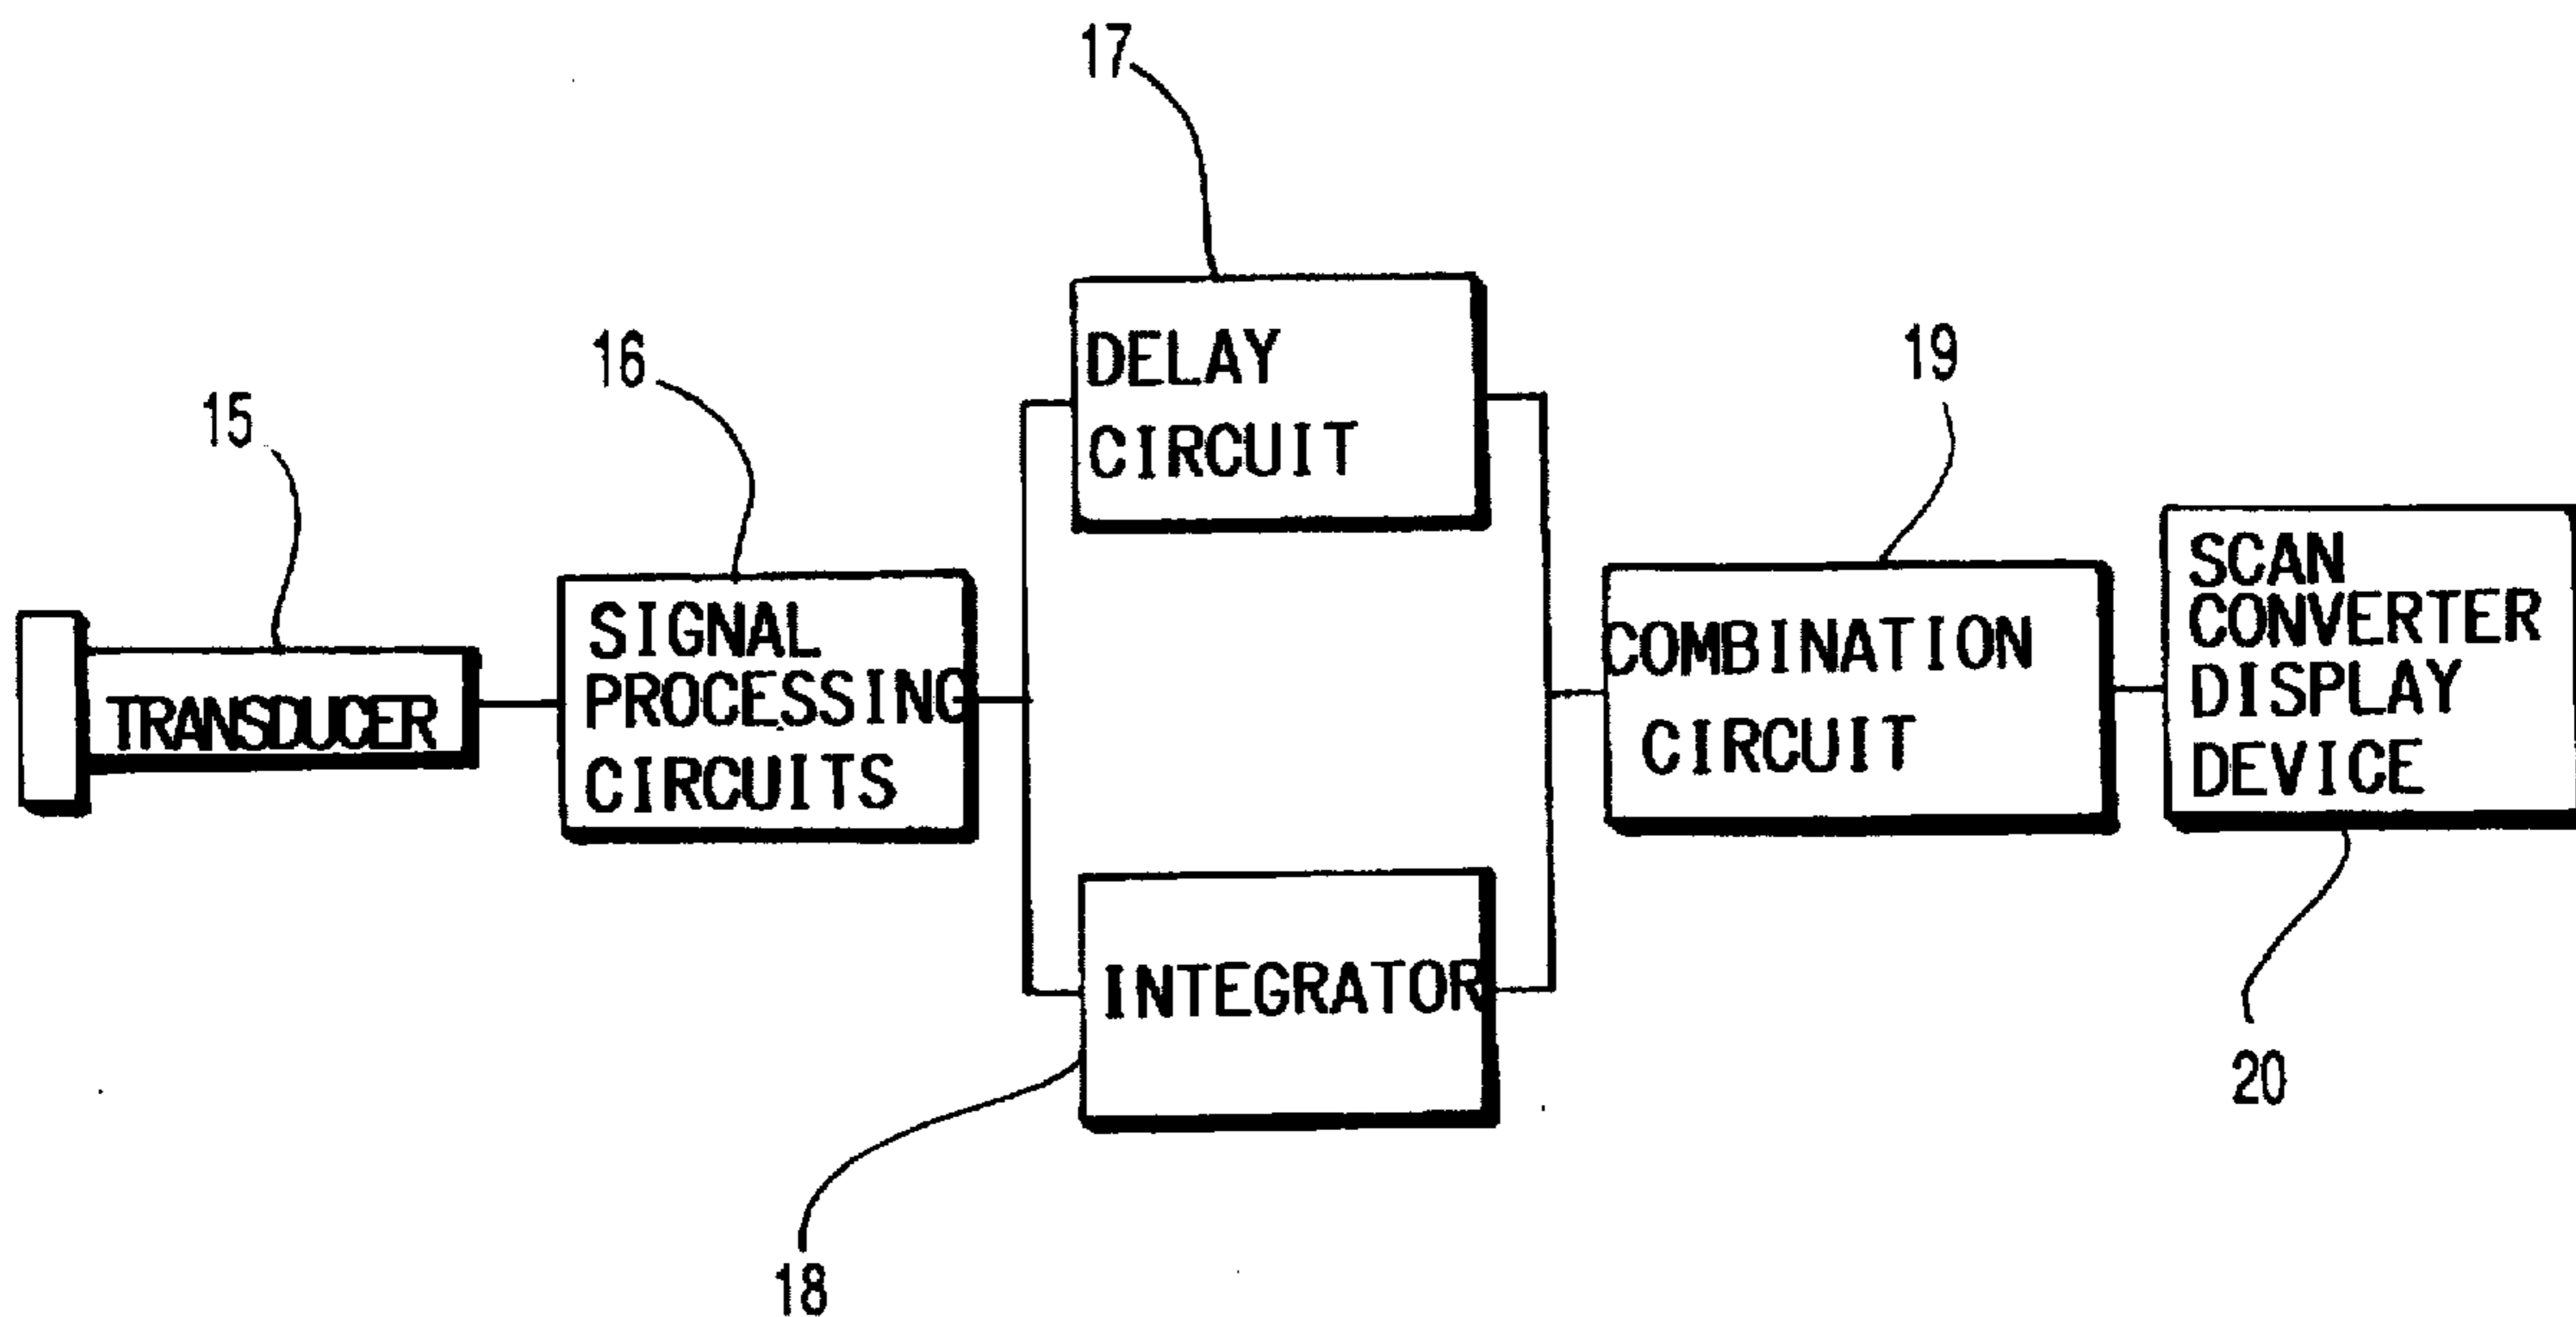 17
DELAY
CIRCUIT
16
19
15
SIGNAL
PROCESSING
CIRCUITS
TRANSDUCER
COMBINATION
CIRCUIT
SCAN
CONVERTER
DISPLAY
DEVICE
INTEGRATOR
18
20